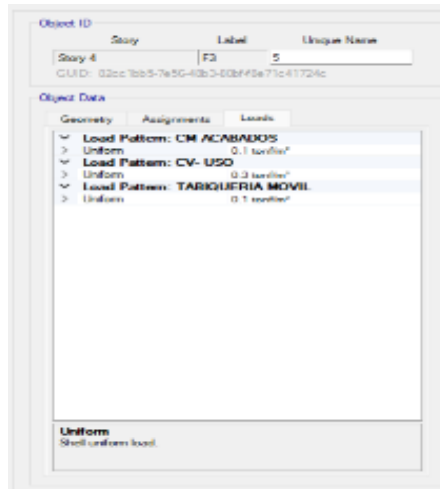 Object ID
Story Label Unique Name
Story 4 F3 5
GUID:
Object Data
Geometry Assignments Loads
Load Pattern: CM ACABADOS
Uniform 0.1 tonf/m²
Load Pattern: CV- USO
Uniform 0.3 tonf/m²
Load Pattern: TABIQUERIA MOVIL
Uniform 0.1 tonf/m²
Uniform
Shell uniform load.